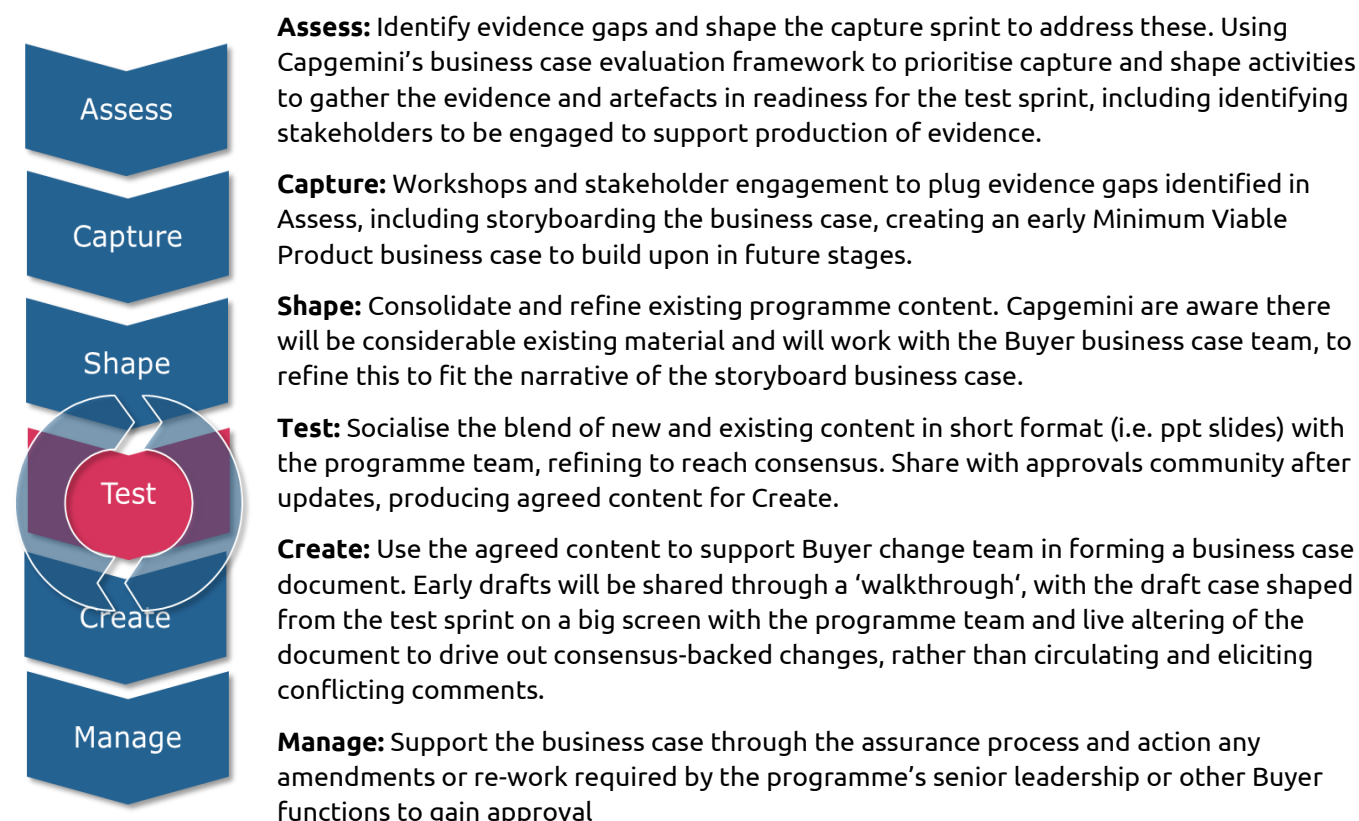 Assess
Capture
Shape
Test
Create
Manage
Assess: Identify evidence gaps and shape the capture sprint to address these. Using
Capgemini’s business case evaluation framework to prioritise capture and shape activities
to gather the evidence and artefacts in readiness for the test sprint, including identifying
stakeholders to be engaged to support production of evidence.
Capture: Workshops and stakeholder engagement to plug evidence gaps identified in
Assess, including storyboarding the business case, creating an early Minimum Viable
Product business case to build upon in future stages.
Shape: Consolidate and refine existing programme content. Capgemini are aware there
will be considerable existing material and will work with the Buyer business case team, to
refine this to fit the narrative of the storyboard business case.
Test: Socialise the blend of new and existing content in short format (i.e. ppt slides) with
the programme team, refining to reach consensus. Share with approvals community after
updates, producing agreed content for Create.
Create: Use the agreed content to support Buyer change team in forming a business case
document. Early drafts will be shared through a ‘walkthrough‘, with the draft case shaped
from the test sprint on a big screen with the programme team and live altering of the
document to drive out consensus-backed changes, rather than circulating and eliciting
conflicting comments.
Manage: Support the business case through the assurance process and action any
amendments or re-work required by the programme’s senior leadership or other Buyer
functions to gain approval